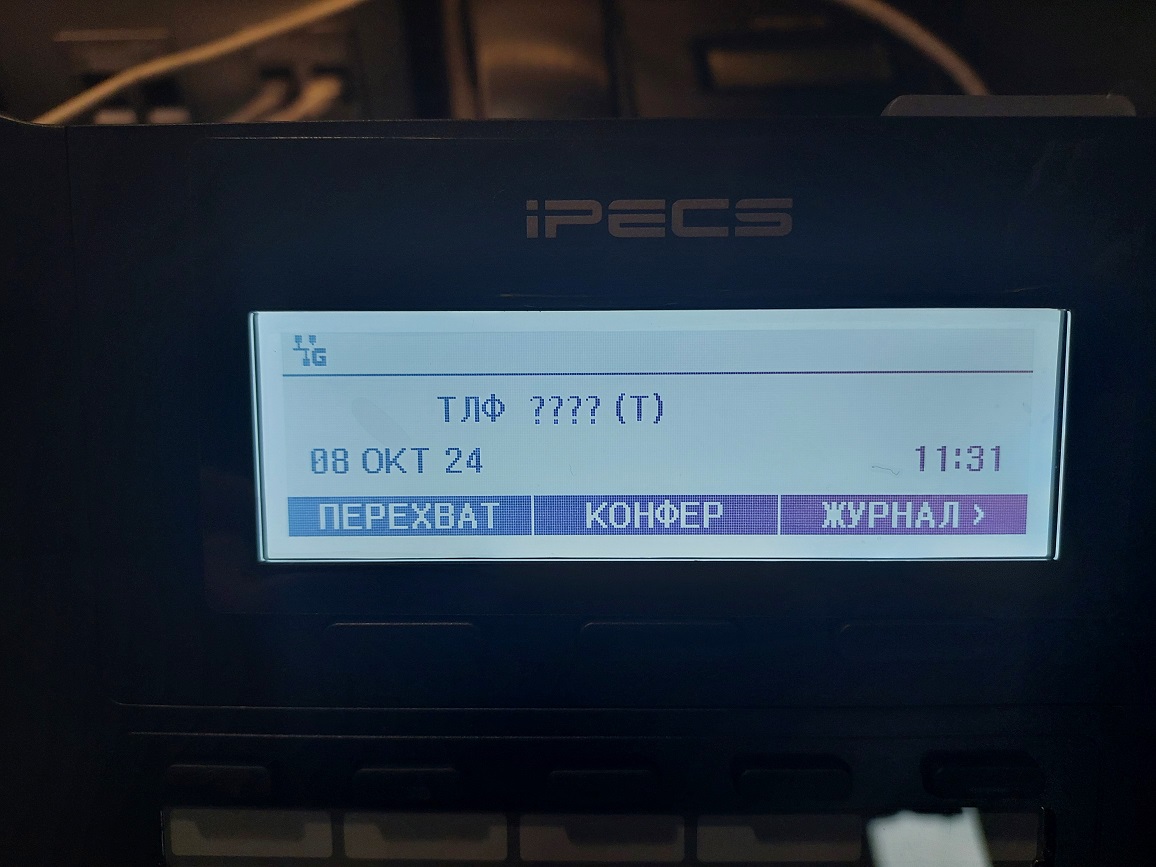 iPECS
G
ТЛФ ???? (Т)
08 ОКТ 24 11:31
ПЕРЕХВАТ КОНФЕР ЖУРНАЛ >